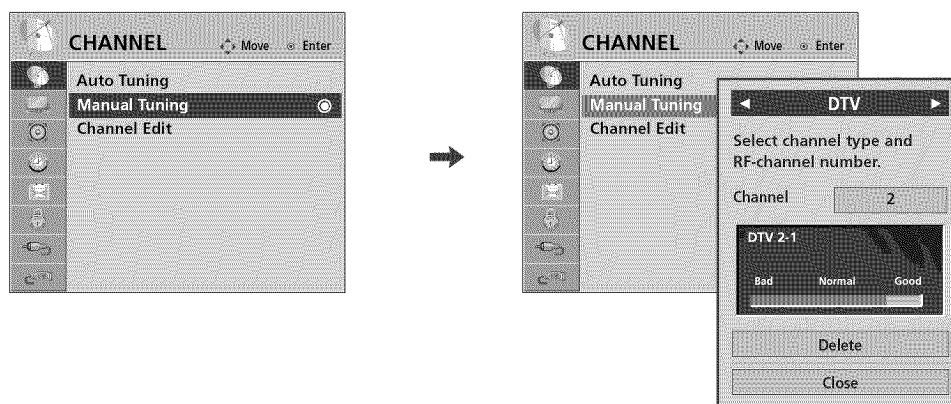 CHANNEL Move Enter
Auto Tuning
Manual Tuning
Channel Edit
CHANNEL Move Enter
Auto Tuning
Manual Tuning
Channel Edit
DTV
Select channel type and
RF-channel number.
Channel 2
DTV 2-1
Bad Normal Good
Delete
Close